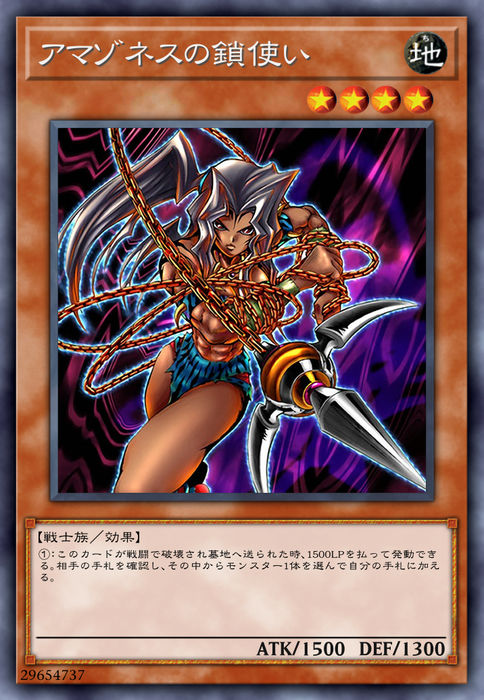 アマゾネスの鎖使い
ち
地
【戦士族／効果】
①：このカードが戦闘で破壊され墓地へ送られた時、1500LPを払って発動でき
る。相手の手札を確認し、その中からモンスター1体を選んで自分の手札に加え
る。
ATK/1500 DEF/1300
29654737